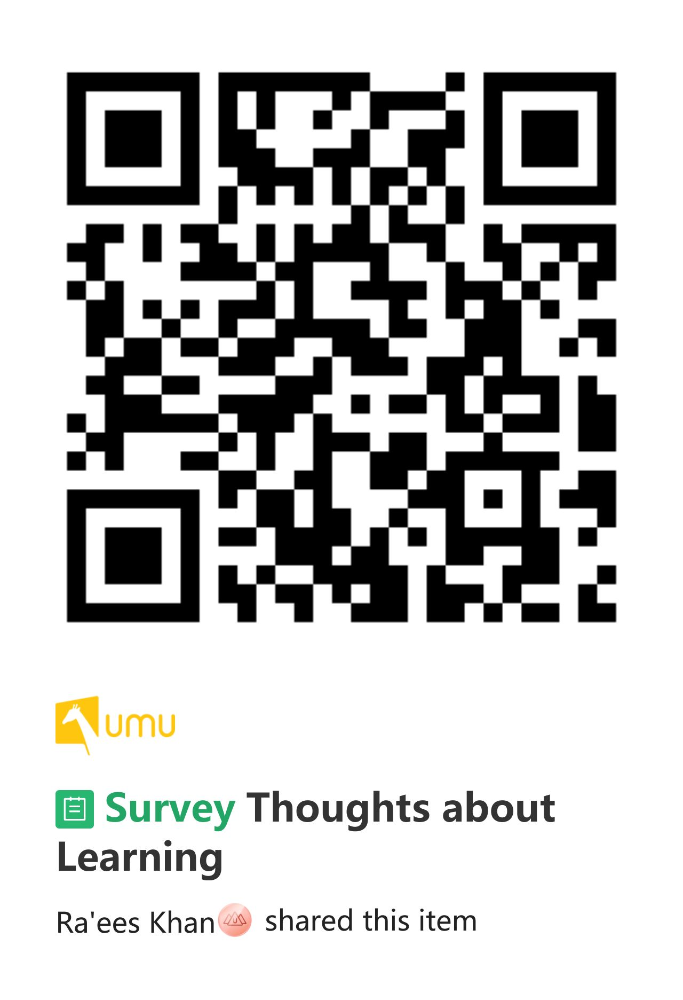 umu
Survey Thoughts about
Learning
Ra'ees Khan shared this item